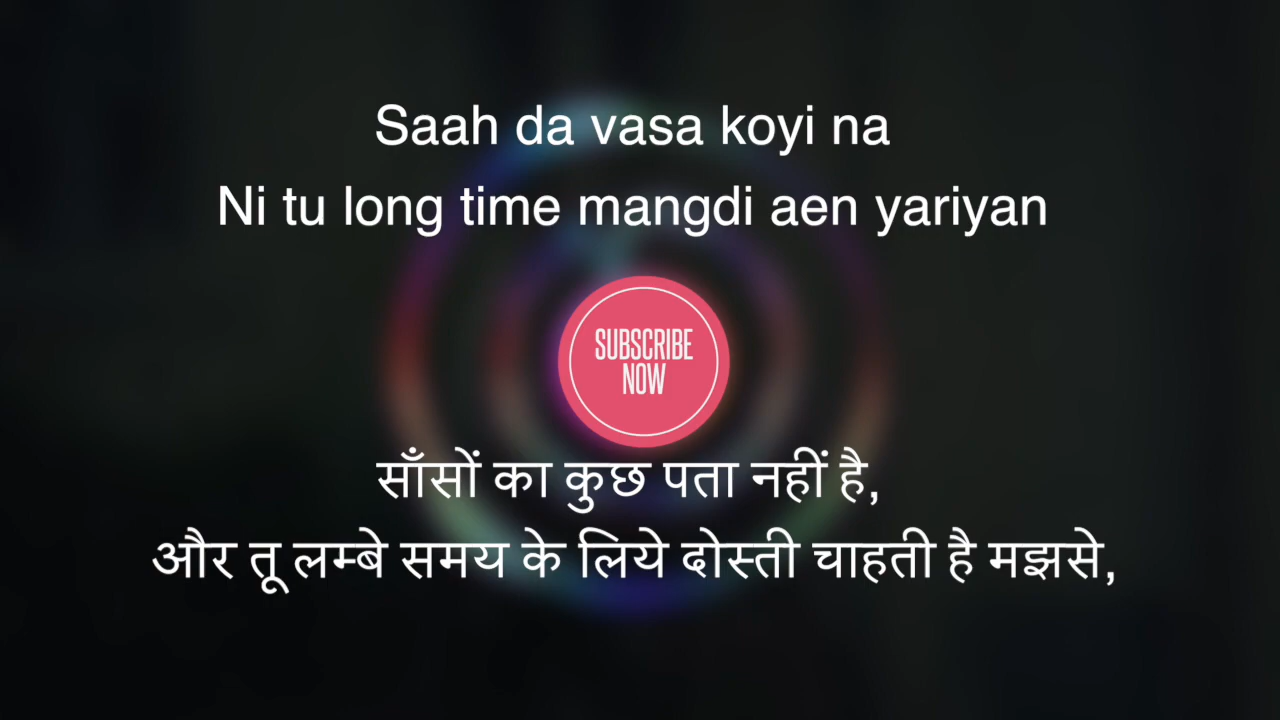 Saah da vasa koyi na
Ni tu long time mangdi aen yariyan
SUBSCRIBE
NOW
साँसों का कुछ पता नहीं है,
और तू लम्बे समय के लिये दोस्ती चाहती है मझसे,